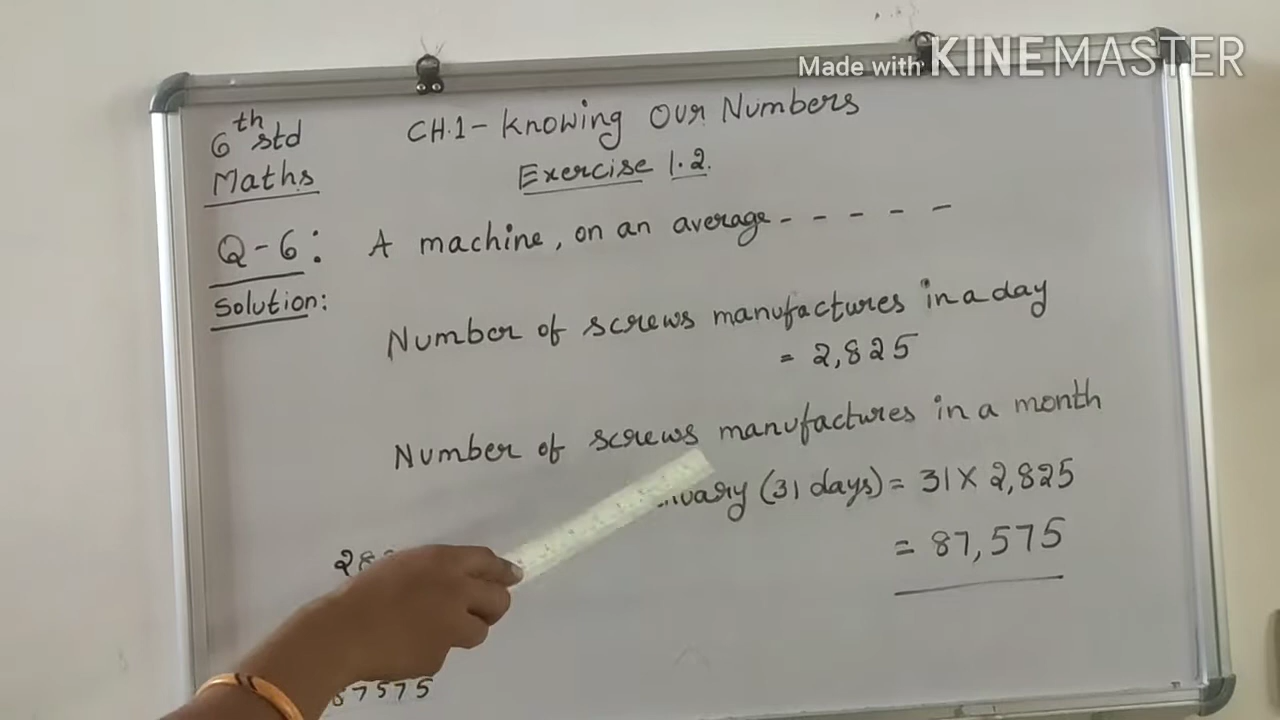 Made with KINEMASTER
6th std
Maths
CH.1- Knowing Our Numbers
Exercise 1.2.
Q-6: A machine, on an average - - - - -
Solution:
Number of screws manufactures in a day
= 2,825
Number of screws manufactures in a month
(31 days) = 31 × 2,825
= 87,575
87575